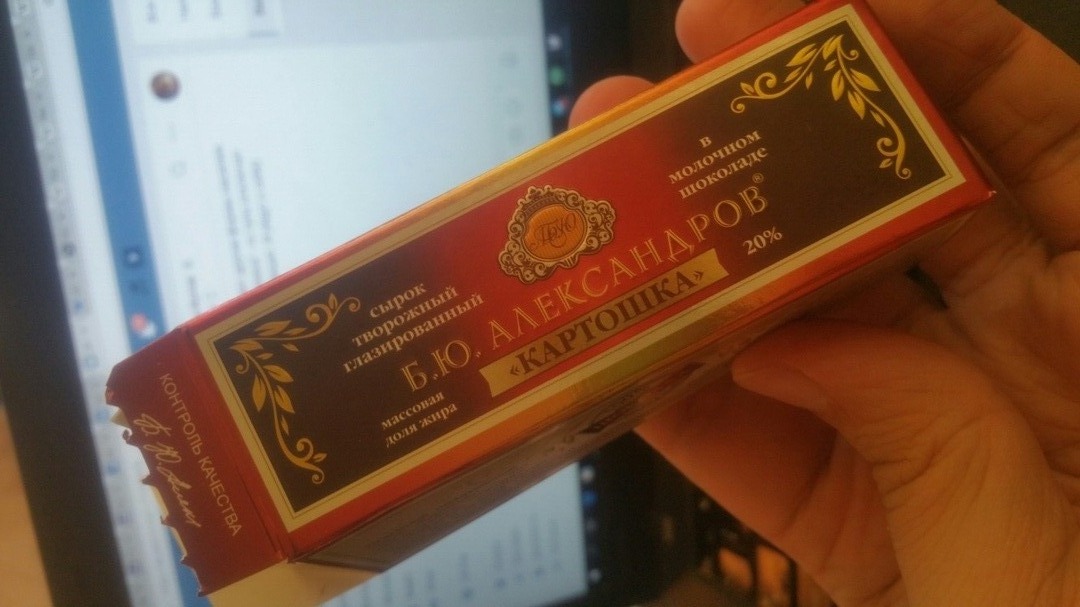 сырок
творожный
глазированный
в
молочном
шоколаде
Б.Ю. АЛЕКСАНДРОВ®
«КАРТОШКА»
массовая
доля жира
20%
КОНТРОЛЬ КАЧЕСТВА